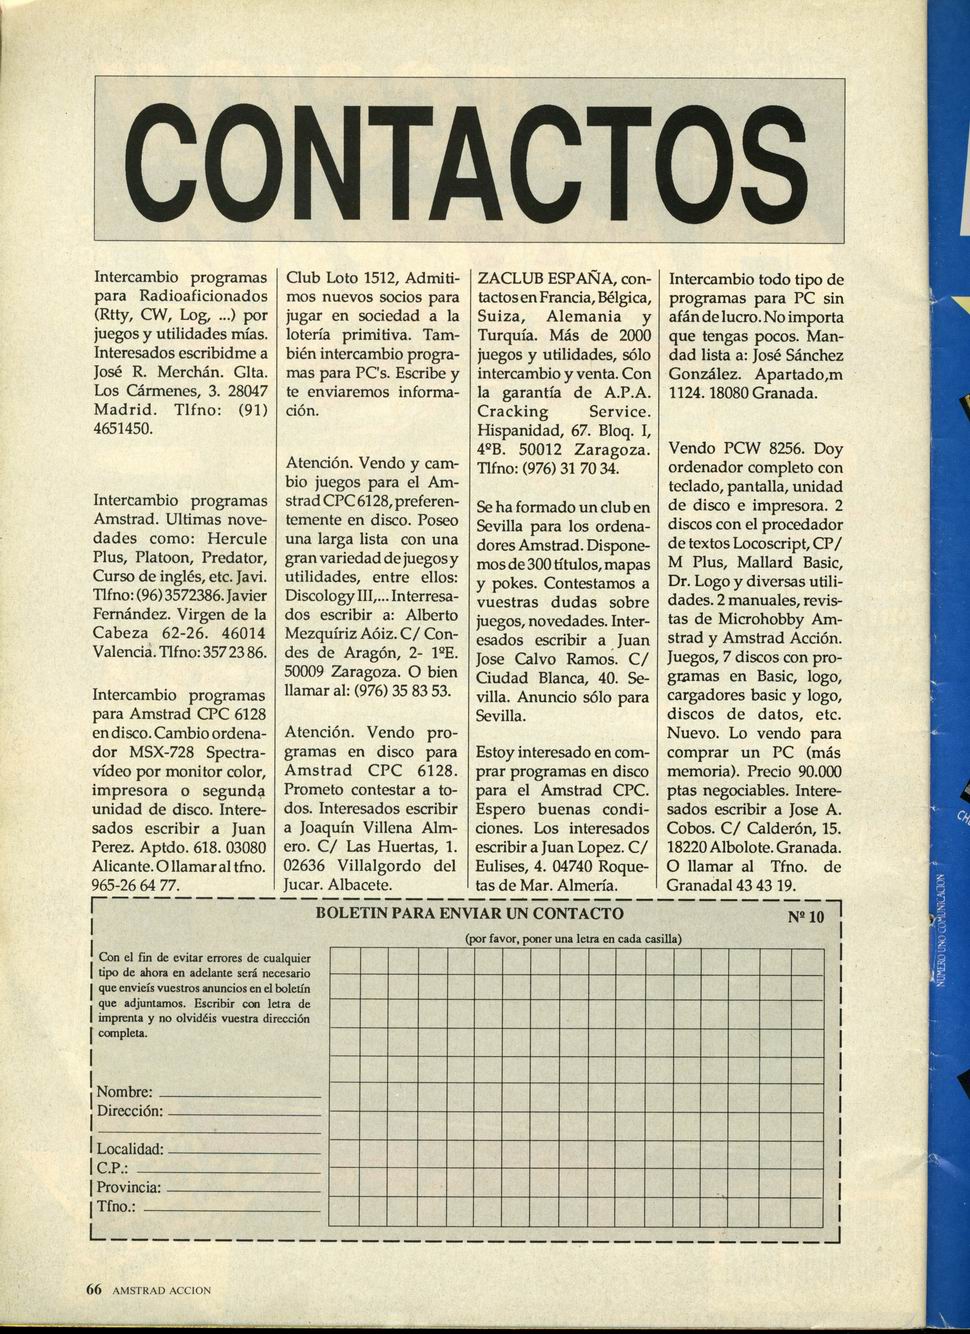 CONTACTOS
Intercambio programas
para Radioaficionados
(Rtty, CW, Log, ...) por
juegos y utilidades mías.
Interesados escribidme a
José R. Merchán. Glta.
Los Cármenes, 3. 28047
Madrid. Tlfno: (91)
4651450.
Intercambio programas
Amstrad. Ultimas nove-
dades como: Hercule
Plus, Platoon, Predator,
Curso de inglés, etc. Javi.
Tlfno: (96) 3572386. Javier
Fernández. Virgen de la
Cabeza 62-26. 46014
Valencia. Tlfno: 357 23 86.
Intercambio programas
para Amstrad CPC 6128
en disco. Cambio ordena-
dor MSX-728 Spectra-
vídeo por monitor color,
impresora o segunda
unidad de disco. Intere-
sados escribir a Juan
Perez. Aptdo. 618. 03080
Alicante. O llamar al tfno.
965-26 64 77.
Club Loto 1512, Admiti-
mos nuevos socios para
jugar en sociedad a la
lotería primitiva. Tam-
bién intercambio progra-
mas para PC's. Escribe y
te enviaremos informa-
ción.
Atención. Vendo y cam-
bio juegos para el Am-
strad CPC 6128, preferen-
temente en disco. Poseo
una larga lista con una
gran variedad de juegos y
utilidades, entre ellos:
Discology III,... Interresa-
dos escribir a: Alberto
Mezquíriz Aóiz. C/ Con-
des de Aragón, 2- 1ºE.
50009 Zaragoza. O bien
llamar al: (976) 35 83 53.
Atención. Vendo pro-
gramas en disco para
Amstrad CPC 6128.
Prometo contestar a to-
dos. Interesados escribir
a Joaquín Villena Alm-
ero. C/ Las Huertas, 1.
02636 Villalgordo del
Jucar. Albacete.
ZACLUB ESPAÑA, con-
tactos en Francia, Bélgica,
Suiza, Alemania y
Turquía. Más de 2000
juegos y utilidades, sólo
intercambio y venta. Con
la garantía de A.P.A.
Cracking Service.
Hispanidad, 67. Bloq. I,
4ºB. 50012 Zaragoza.
Tlfno: (976) 31 70 34.
Se ha formado un club en
Sevilla para los ordena-
dores Amstrad. Dispone-
mos de 300 títulos, mapas
y pokes. Contestamos a
vuestras dudas sobre
juegos, novedades. Inter-
esados escribir a Juan
Jose Calvo Ramos. C/
Ciudad Blanca, 40. Se-
villa. Anuncio sólo para
Sevilla.
Estoy interesado en com-
prar programas en disco
para el Amstrad CPC.
Espero buenas condi-
ciones. Los interesados
escribir a Juan Lopez. C/
Eulises, 4. 04740 Roque-
tas de Mar. Almería.
Intercambio todo tipo de
programas para PC sin
afán de lucro. No importa
que tengas pocos. Man-
dad lista a: José Sánchez
González. Apartado,m
1124. 18080 Granada.
Vendo PCW 8256. Doy
ordenador completo con
teclado, pantalla, unidad
de disco e impresora. 2
discos con el procedador
de textos Locoscript, CP/
M Plus, Mallard Basic,
Dr. Logo y diversas utili-
dades. 2 manuales, revis-
tas de Microhobby Am-
strad y Amstrad Acción.
Juegos, 7 discos con pro-
gramas en Basic, logo,
cargadores basic y logo,
discos de datos, etc.
Nuevo. Lo vendo para
comprar un PC (más
memoria). Precio 90.000
ptas negociables. Intere-
sados escribir a Jose A.
Cobos. C/ Calderón, 15.
18220 Albolote. Granada.
O llamar al Tfno. de
Granadal 43 43 19.
BOLETIN PARA ENVIAR UN CONTACTO
Nº 10
(por favor, poner una letra en cada casilla)
Con el fin de evitar errores de cualquier
tipo de ahora en adelante será necesario
que envieís vuestros anuncios en el boletín
que adjuntamos. Escribir con letra de
imprenta y no olvidéis vuestra dirección
completa.
Nombre:
Dirección:
Localidad:
C.P.:
Provincia:
Tfno.:
66 AMSTRAD ACCION
NUMERO UNO COMUNICACION